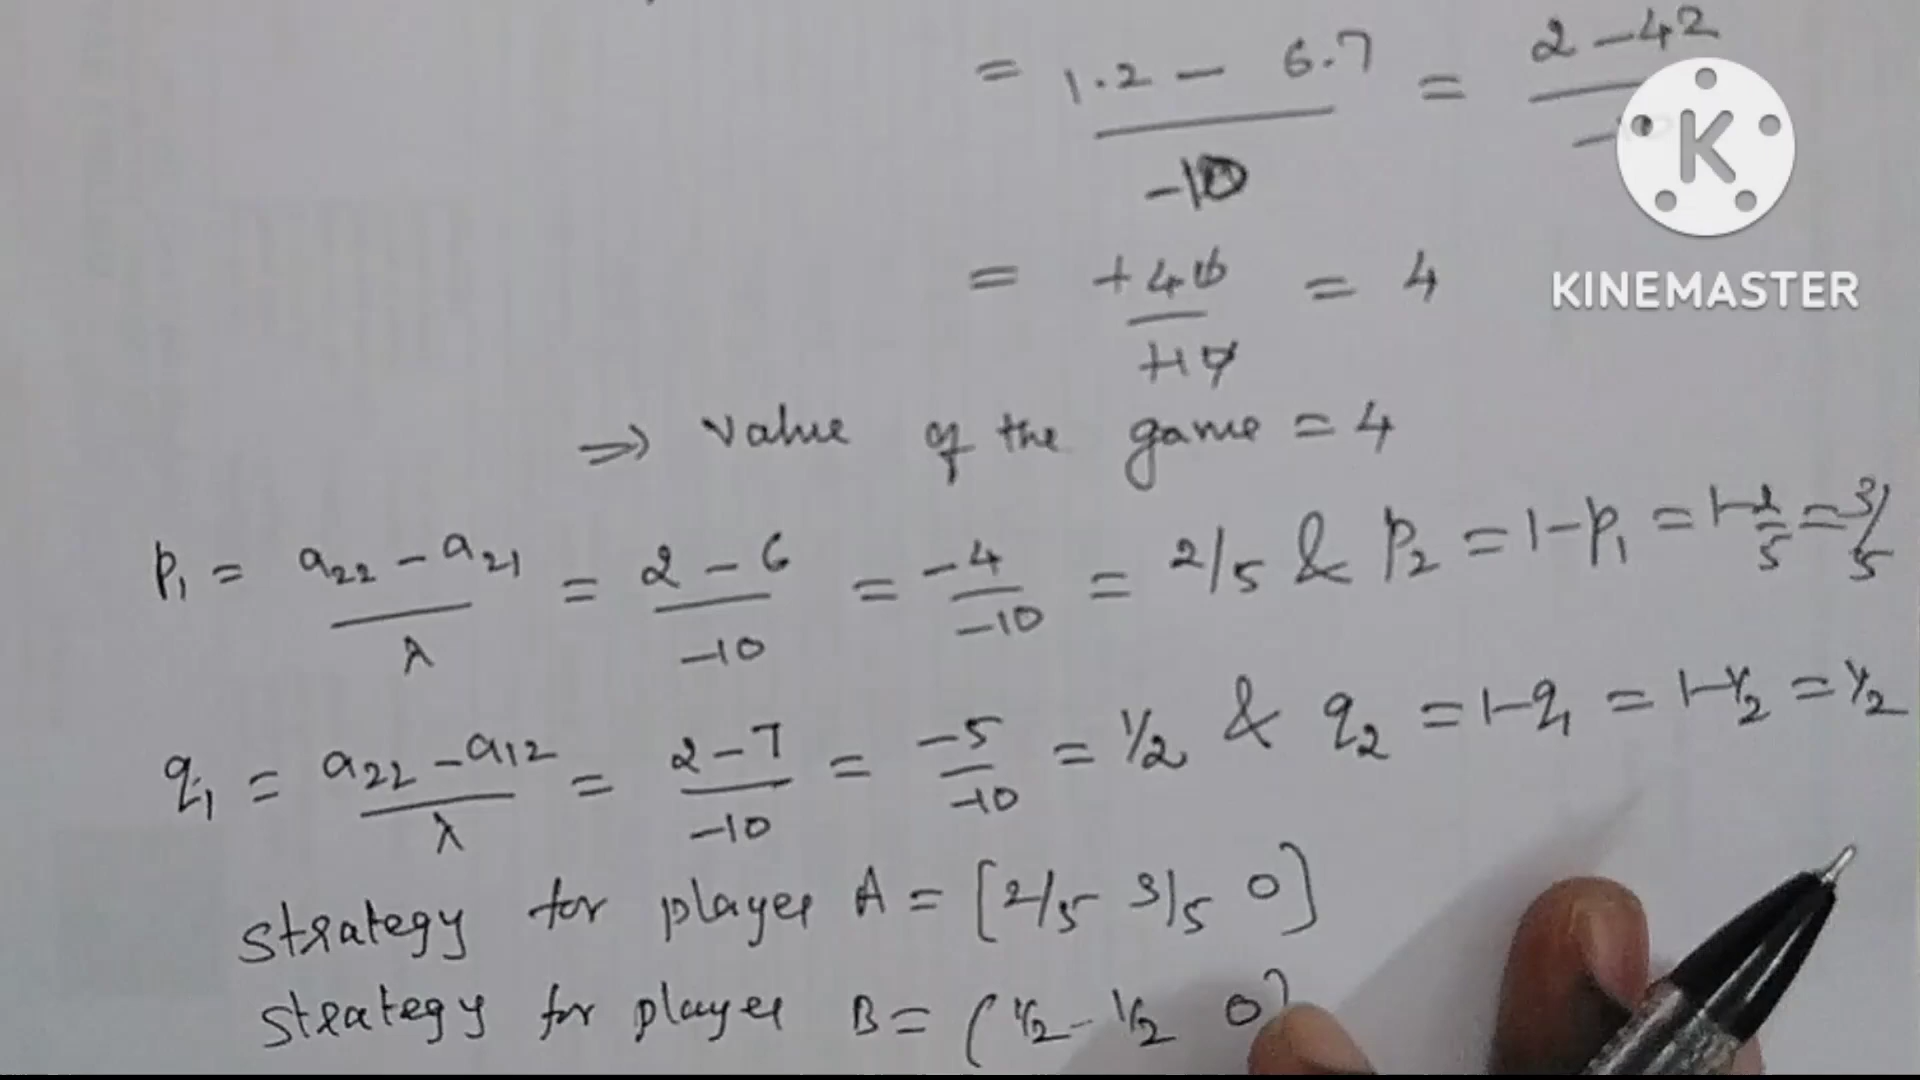 = 1.2 - 6.7 / -10 = 2 - 42 / -10
KINEMASTER
= +40 / +10 = 4
⇒ value of the game = 4
p₁ = a₂₂ - a₂₁ / λ = 2 - 6 / -10 = -4 / -10 = 2/5 & p₂ = 1 - p₁ = 1 - 2/5 = 3/5
q₁ = a₂₂ - a₁₂ / λ = 2 - 7 / -10 = -5 / -10 = 1/2 & q₂ = 1 - q₁ = 1 - 1/2 = 1/2
strategy for player A = [2/5 3/5 0]
strategy for player B = (1/2 - 1/2 0)